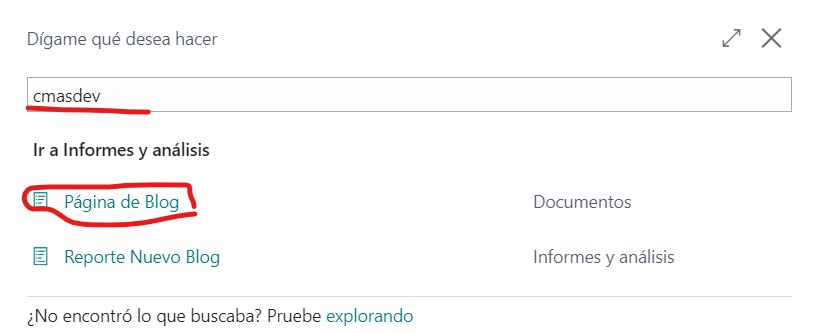 Dígame qué desea hacer
cmasdev
Ir a Informes y análisis
Página de Blog Documentos
Reporte Nuevo Blog Informes y análisis
¿No encontró lo que buscaba? Pruebe explorando